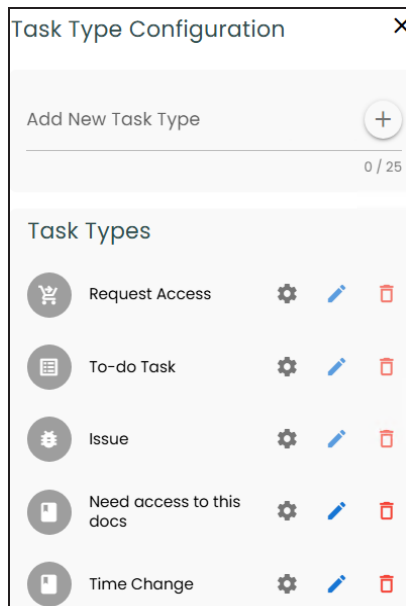 Task Type Configuration
Add New Task Type
0 / 25
Task Types
Request Access
To-do Task
Issue
Need access to this
docs
Time Change